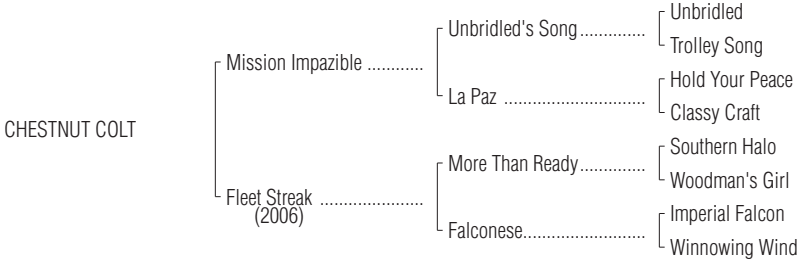 Unbridled
Unbridled's Song..............
Trolley Song
Mission Impazible ............
Hold Your Peace
La Paz ..............................
Classy Craft
CHESTNUT COLT
Southern Halo
More Than Ready..............
Woodman's Girl
Fleet Streak ......................
(2006)
Imperial Falcon
Falconese..........................
Winnowing Wind